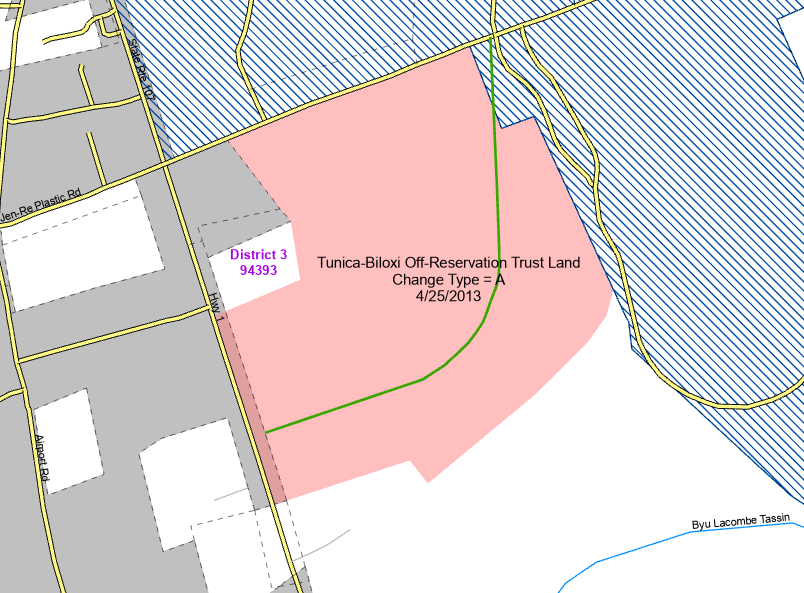 State Rte 107
Jen-Re Plastic Rd
District 3
94393
Tunica-Biloxi Off-Reservation Trust Land
Change Type = A
4/25/2013
Hwy 1
Airport Rd
Byu Lacombe Tassin